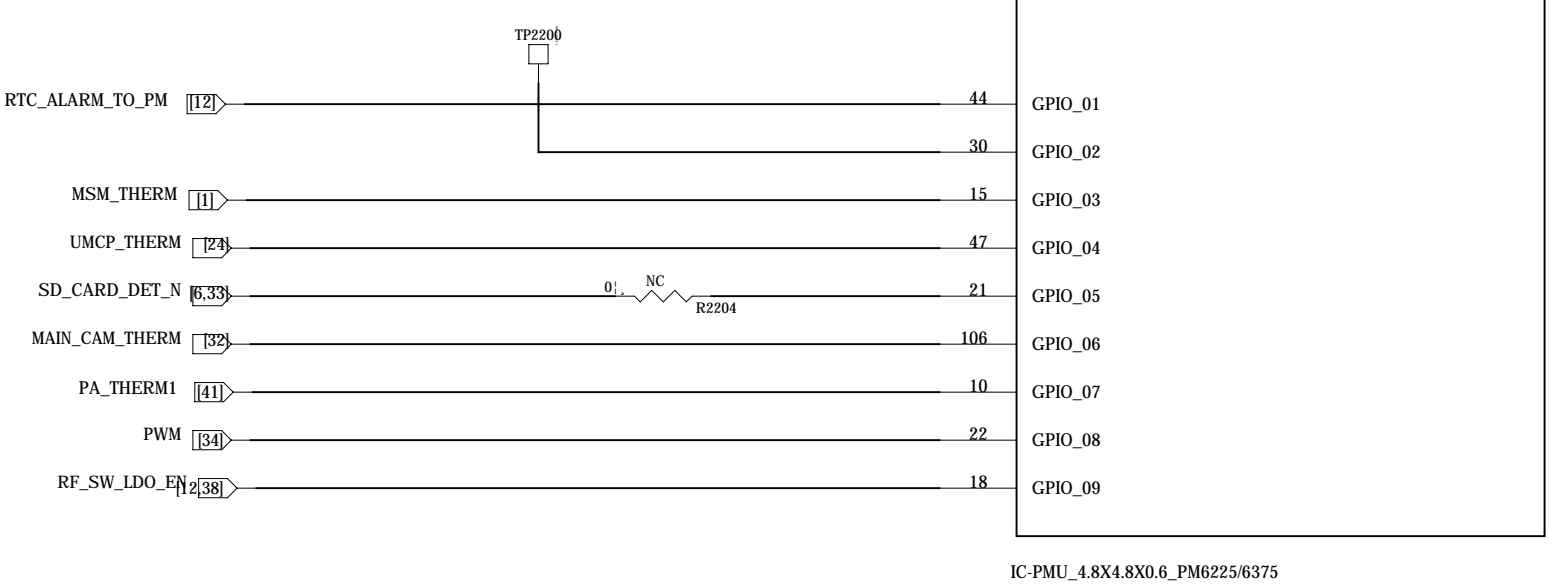 TP2200
RTC_ALARM_TO_PM [12] 44 GPIO_01
30 GPIO_02
MSM_THERM [1] 15 GPIO_03
UMCP_THERM [24] 47 GPIO_04
SD_CARD_DET_N [6,33] 0 NC 21 GPIO_05
R2204
MAIN_CAM_THERM [32] 106 GPIO_06
PA_THERM1 [41] 10 GPIO_07
PWM [34] 22 GPIO_08
RF_SW_LDO_EN [12,38] 18 GPIO_09
IC-PMU_4.8X4.8X0.6_PM6225/6375